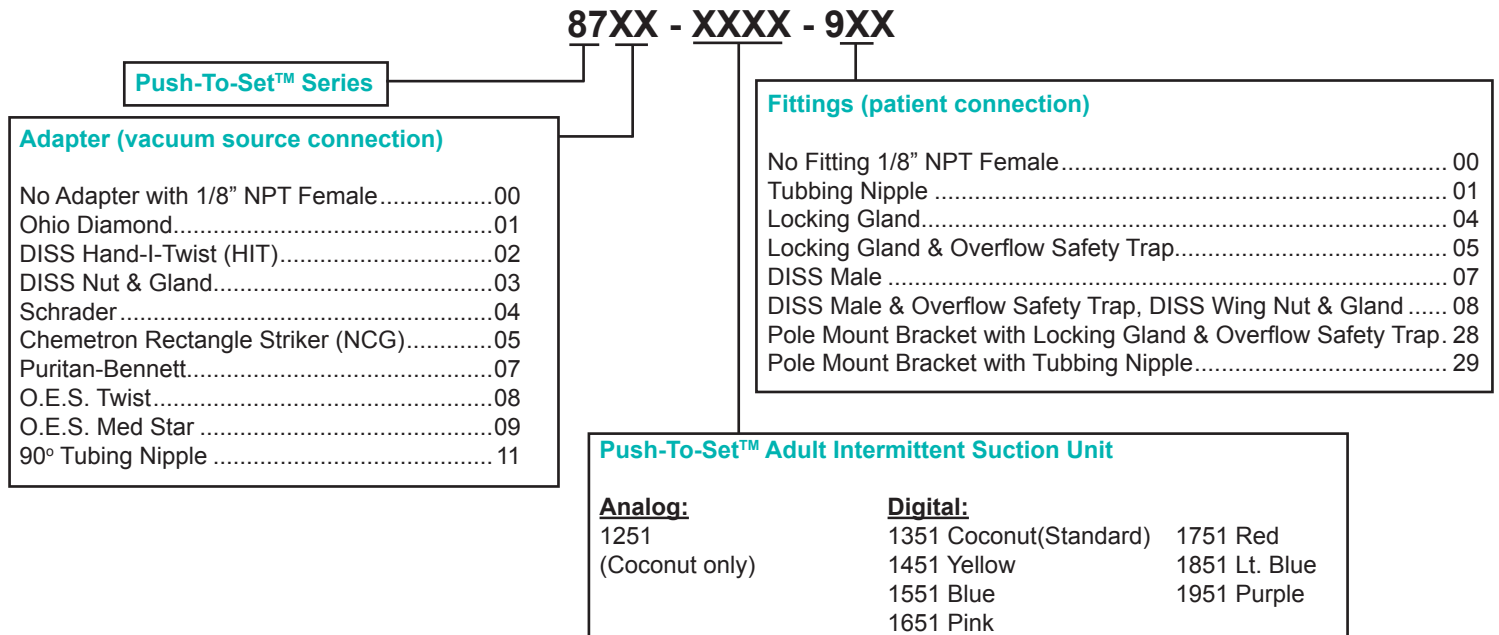 87XX - XXXX - 9XX
Push-To-Set™ Series
Adapter (vacuum source connection)
No Adapter with 1/8” NPT Female.................00
Ohio Diamond.................................................01
DISS Hand-I-Twist (HIT).................................02
DISS Nut & Gland...........................................03
Schrader.........................................................04
Chemetron Rectangle Striker (NCG).............05
Puritan-Bennett...............................................07
O.E.S. Twist....................................................08
O.E.S. Med Star .............................................09
90º Tubing Nipple ...........................................11
Fittings (patient connection)
No Fitting 1/8” NPT Female........................................................... 00
Tubbing Nipple .............................................................................. 01
Locking Gland................................................................................ 04
Locking Gland & Overflow Safety Trap.......................................... 05
DISS Male ..................................................................................... 07
DISS Male & Overflow Safety Trap, DISS Wing Nut & Gland ...... 08
Pole Mount Bracket with Locking Gland & Overflow Safety Trap. 28
Pole Mount Bracket with Tubbing Nipple....................................... 29
Push-To-Set™ Adult Intermittent Suction Unit
Analog:
1251
(Coconut only)
Digital:
1351 Coconut(Standard)
1451 Yellow
1551 Blue
1651 Pink
1751 Red
1851 Lt. Blue
1951 Purple